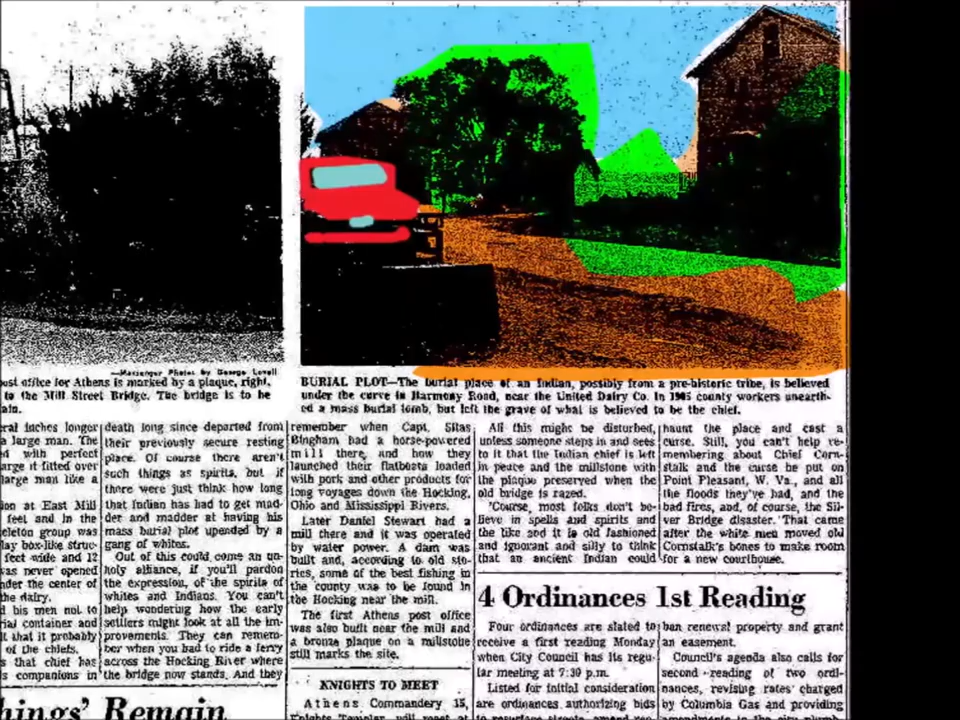 —Messenger Photos by George Lovell
ost office for Athens is marked by a plaque, right,
to the Mill Street Bridge. The bridge is to be
ain.
BURIAL PLOT—The burial place of an Indian, possibly from a pre-historic tribe, is believed
under the curve in Harmony Road, near the United Dairy Co. In 1905 county workers unearth-
ed a mass burial tomb, but left the grave of what is believed to be the chief.
ral inches longer
a large man. The
d with perfect
arge it fitted over
large man like a
on at East Mill
feet and in the
eleton group was
lay box-like struc-
feet wide and 12
as never opened
nder the center of
the dairy.
d his men not to
ial container and
lt that it probably
of the chiefs.
s that chief has
s companions in
death long since departed from
their previously secure resting
place. Of course there aren't
such things as spirits, but if
there were just think how long
that Indian has had to get mad-
der and madder at having his
mass burial plot upended by a
gang of whites.
Out of this could come an un-
holy alliance, if you'll pardon
the expression, of the spirits of
whites and Indians. You can't
help wondering how the early
settlers might look at all the im-
provements. They can remem-
ber when you had to ride a ferry
across the Hocking River where
the bridge now stands. And they
remember when Capt. Silas
Bingham had a horse-powered
mill there, and how they
launched their flatboats loaded
with pork and other products for
long voyages down the Hocking,
Ohio and Mississippi Rivers.
Later Daniel Stewart had a
mill there and it was operated
by water power. A dam was
built and, according to old sto-
ries, some of the best fishing in
the county was to be found in
the Hocking near the mill.
The first Athens post office
was also built near the mill and
a bronze plaque on a millstone
still marks the site.
All this might be disturbed,
unless someone steps in and sees
to it that the Indian chief is left
in peace and the millstone with
the plaque preserved when the
old bridge is razed.
'Course, most folks don't be-
lieve in spells and spirits and
the like and it is old fashioned
and ignorant and silly to think
that an ancient Indian could
haunt the place and cast a
curse. Still, you can't help re-
membering about Chief Corn-
stalk and the curse he put on
Point Pleasant, W. Va., and all
the floods they've had, and the
bad fires, and, of course, the Sil-
ver Bridge disaster. That came
after the white men moved old
Cornstalk's bones to make room
for a new courthouse.
hings' Remain
KNIGHTS TO MEET
Athens Commandery 15,
Knights Templar, will meet at
4 Ordinances 1st Reading
Four ordinances are slated to
receive a first reading Monday
when City Council has its regu-
lar meeting at 7:30 p.m.
Listed for initial consideration
are ordinances authorizing bids
ban renewal property and grant
an easement.
Council's agenda also calls for
second reading of two ordi-
nances, revising rates charged
by Columbia Gas and providing